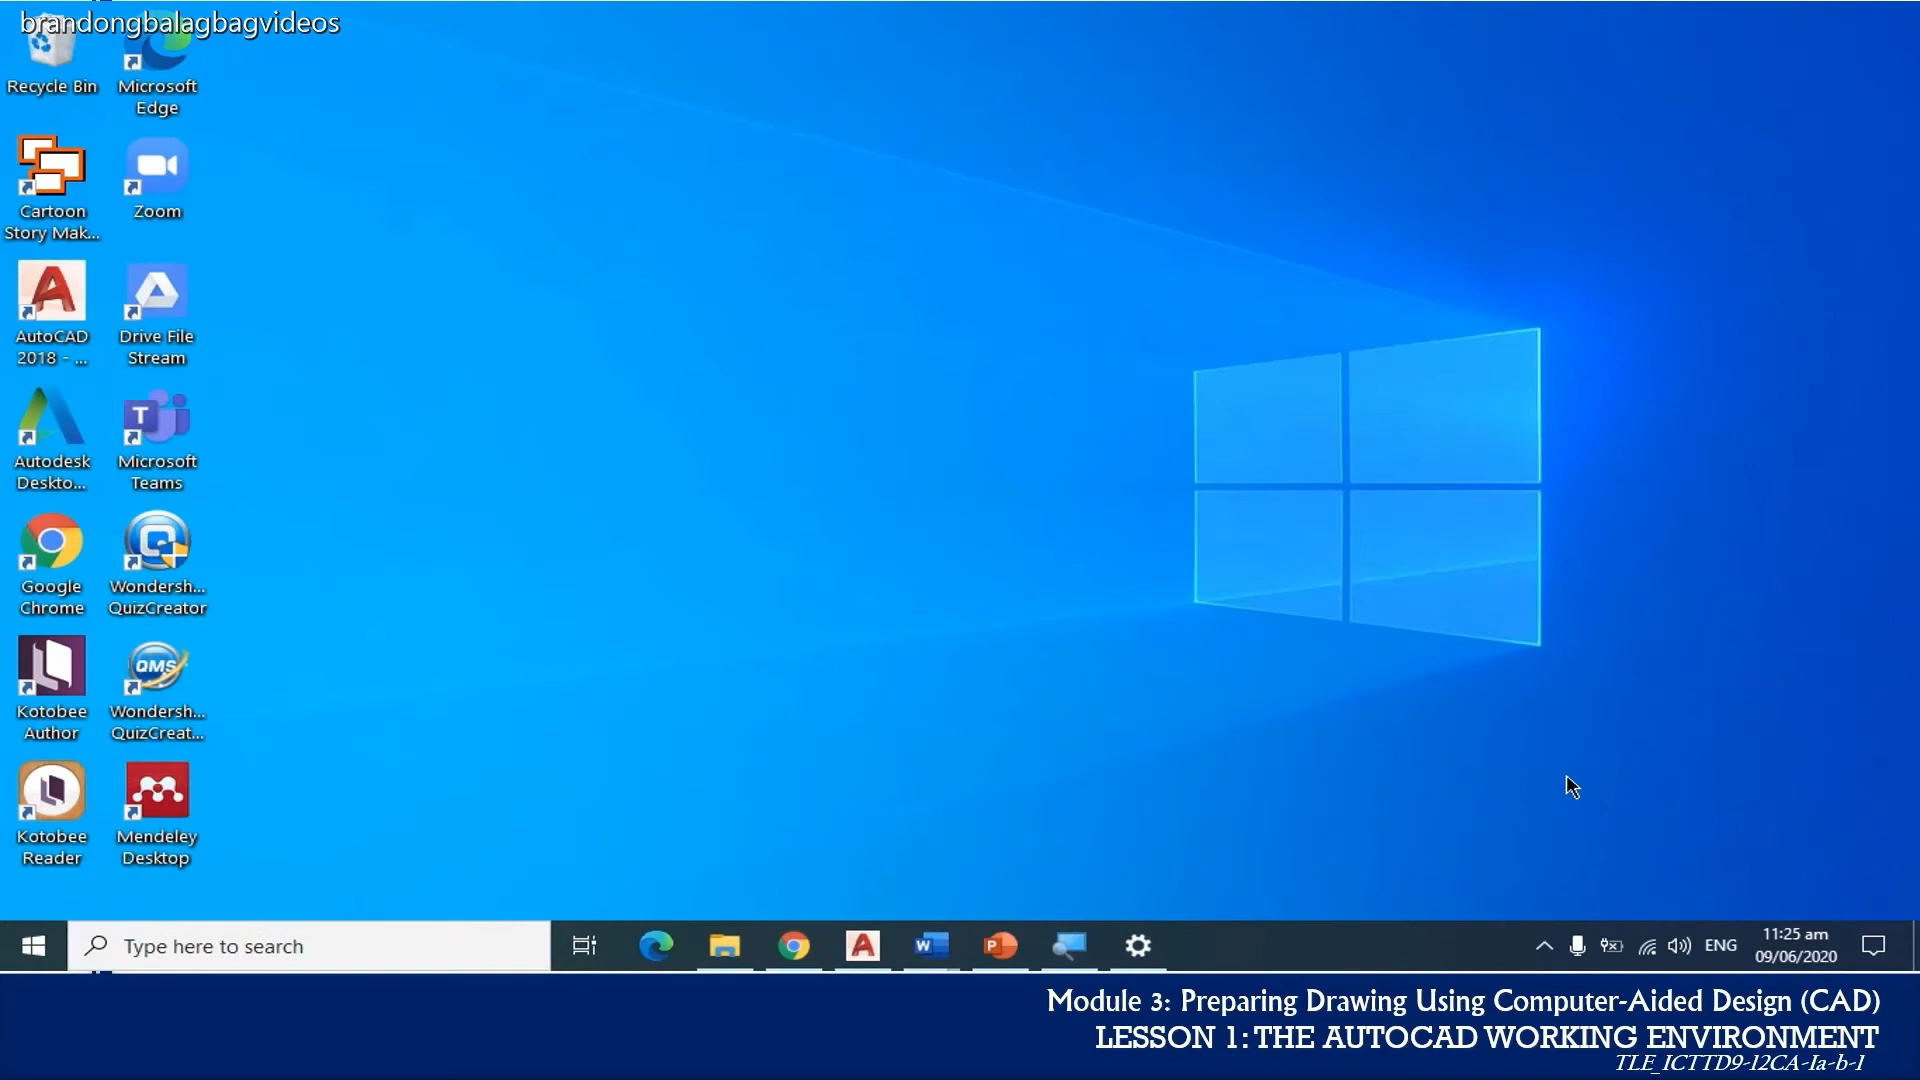 brandongbalagbagvideos
Recycle Bin
Microsoft
Edge
Cartoon
Story Mak...
Zoom
AutoCAD
2018 - ...
Drive File
Stream
Autodesk
Deskto...
T
Microsoft
Teams
Google
Chrome
Wondersh...
QuizCreator
Kotobee
Author
QMS
Wondersh...
QuizCreat...
Kotobee
Reader
Mendeley
Desktop
Type here to search
A
W
P
ENG
11:25 am
09/06/2020
Module 3: Preparing Drawing Using Computer-Aided Design (CAD)
LESSON 1: THE AUTOCAD WORKING ENVIRONMENT
TLE_ICTTD9-12CA-Ia-b-1